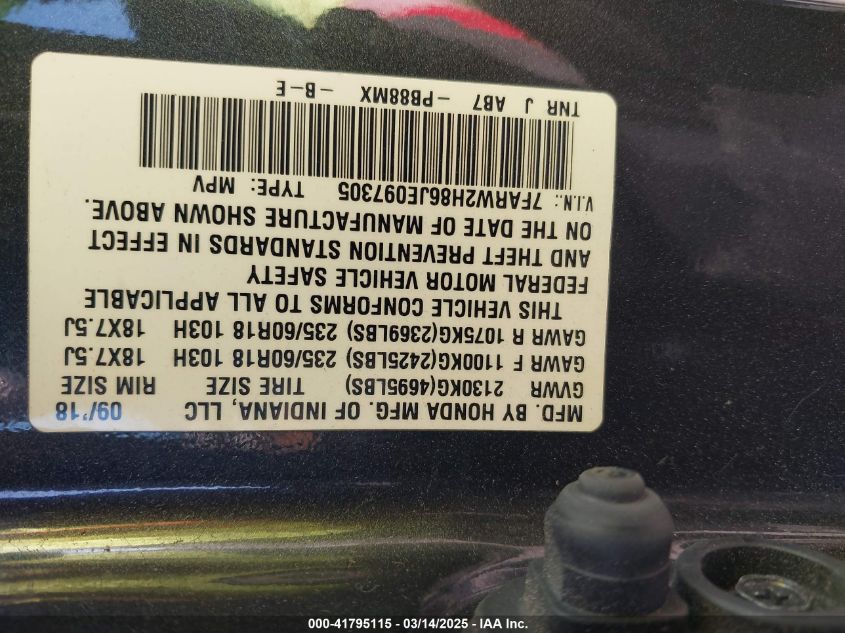 MFD. BY HONDA MFG. OF INDIANA, LLC 09/'18
GVWR 2130KG(4695LBS) TIRE SIZE RIM SIZE
GAWR F 1100KG(2425LBS) 235/60R18 103H 18X7.5J
GAWR R 1075KG(2369LBS) 235/60R18 103H 18X7.5J
THIS VEHICLE CONFORMS TO ALL APPLICABLE
FEDERAL MOTOR VEHICLE SAFETY
AND THEFT PREVENTION STANDARDS IN EFFECT
ON THE DATE OF MANUFACTURE SHOWN ABOVE.
V.I.N.: 7FARW2H86JE097305 TYPE: MPV
TNR J AB7 -PB88MX -B-E
000-41795115 - 03/14/2025 - IAA Inc.